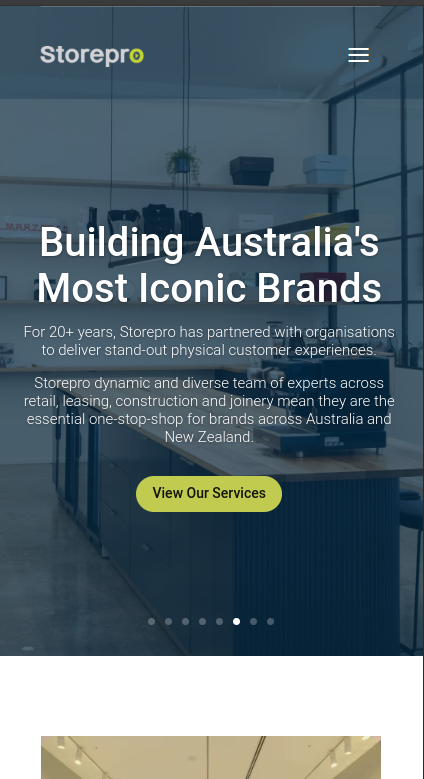 Storepro
Building Australia's
Most Iconic Brands
For 20+ years, Storepro has partnered with organisations
to deliver stand-out physical customer experiences.
Storepro dynamic and diverse team of experts across
retail, leasing, construction and joinery mean they are the
essential one-stop-shop for brands across Australia and
New Zealand.
View Our Services